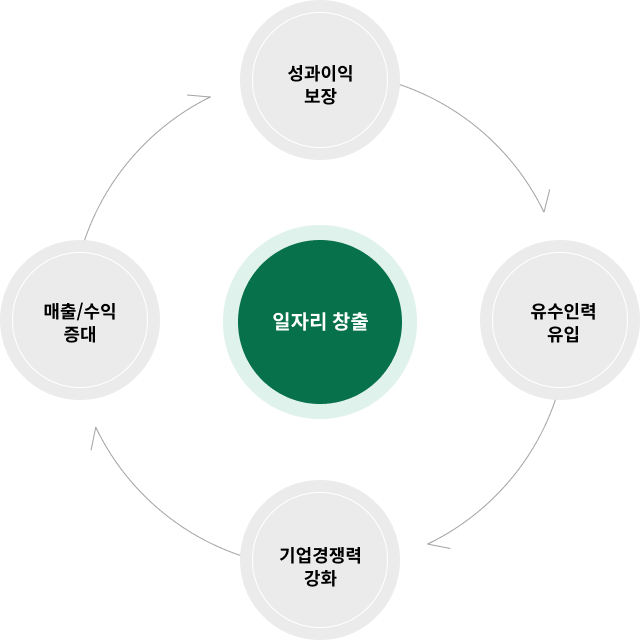 성과이익
보장
매출/수익
증대
일자리 창출
유수인력
유입
기업경쟁력
강화